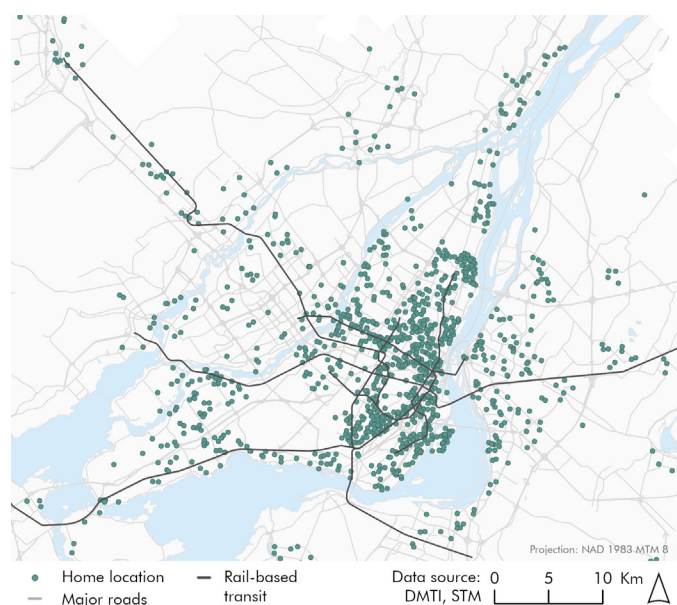 Projection: NAD 1983 MTM 8
Home location
Major roads
Rail-based
transit
Data source:
DMTI, STM
0 5 10 Km